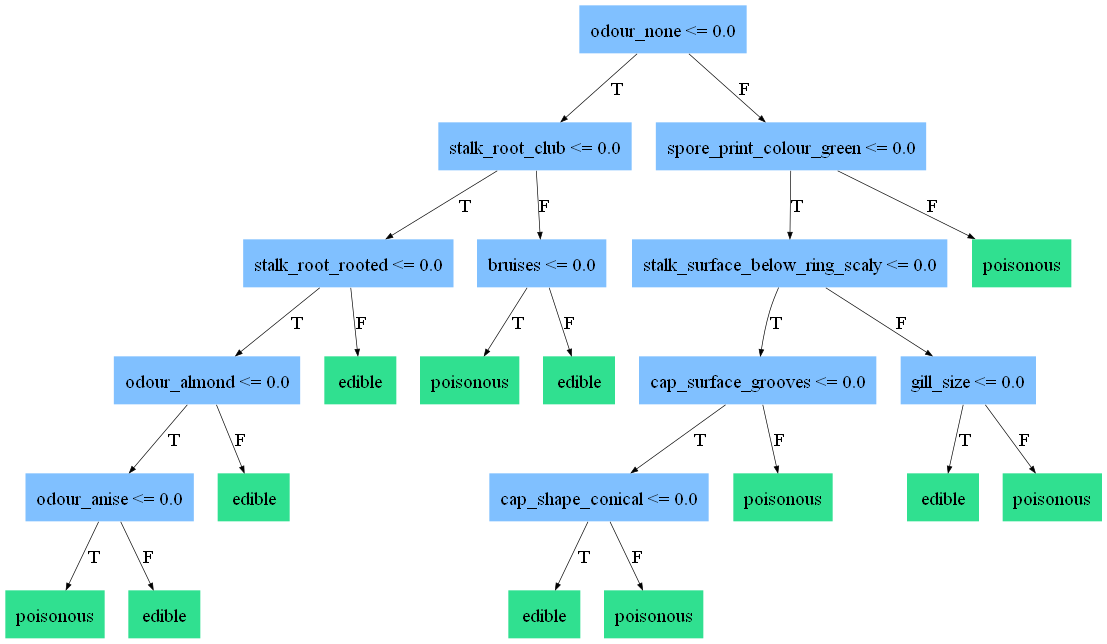 odour_none <= 0.0
T
F
stalk_root_club <= 0.0
spore_print_colour_green <= 0.0
T
F
T
F
stalk_root_rooted <= 0.0
bruises <= 0.0
stalk_surface_below_ring_scaly <= 0.0
poisonous
T
F
T
F
T
F
odour_almond <= 0.0
edible
poisonous
edible
cap_surface_grooves <= 0.0
gill_size <= 0.0
T
F
T
F
T
F
odour_anise <= 0.0
edible
cap_shape_conical <= 0.0
poisonous
edible
poisonous
T
F
T
F
poisonous
edible
edible
poisonous